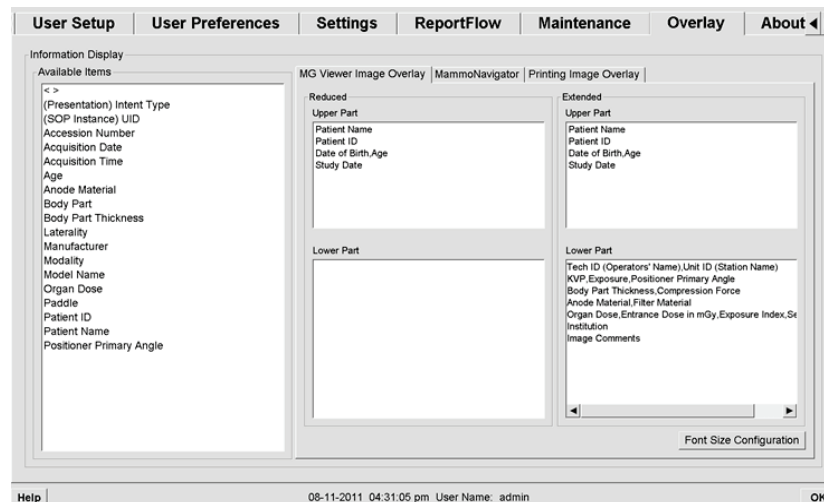 User Setup User Preferences Settings ReportFlow Maintenance Overlay About
Information Display
Available Items
< >
(Presentation) Intent Type
(SOP Instance) UID
Accession Number
Acquisition Date
Acquisition Time
Age
Anode Material
Body Part
Body Part Thickness
Laterality
Manufacturer
Modality
Model Name
Organ Dose
Paddle
Patient ID
Patient Name
Positioner Primary Angle
MG Viewer Image Overlay MammoNavigator Printing Image Overlay
Reduced
Upper Part
Patient Name
Patient ID
Date of Birth,Age
Study Date
Lower Part
Extended
Upper Part
Patient Name
Patient ID
Date of Birth,Age
Study Date
Lower Part
Tech ID (Operators' Name),Unit ID (Station Name)
KVP,Exposure,Positioner Primary Angle
Body Part Thickness,Compression Force
Anode Material,Filter Material
Organ Dose,Entrance Dose in mGy,Exposure Index,Se
Institution
Image Comments
Font Size Configuration
Help 08-11-2011 04:31:05 pm User Name: admin OK